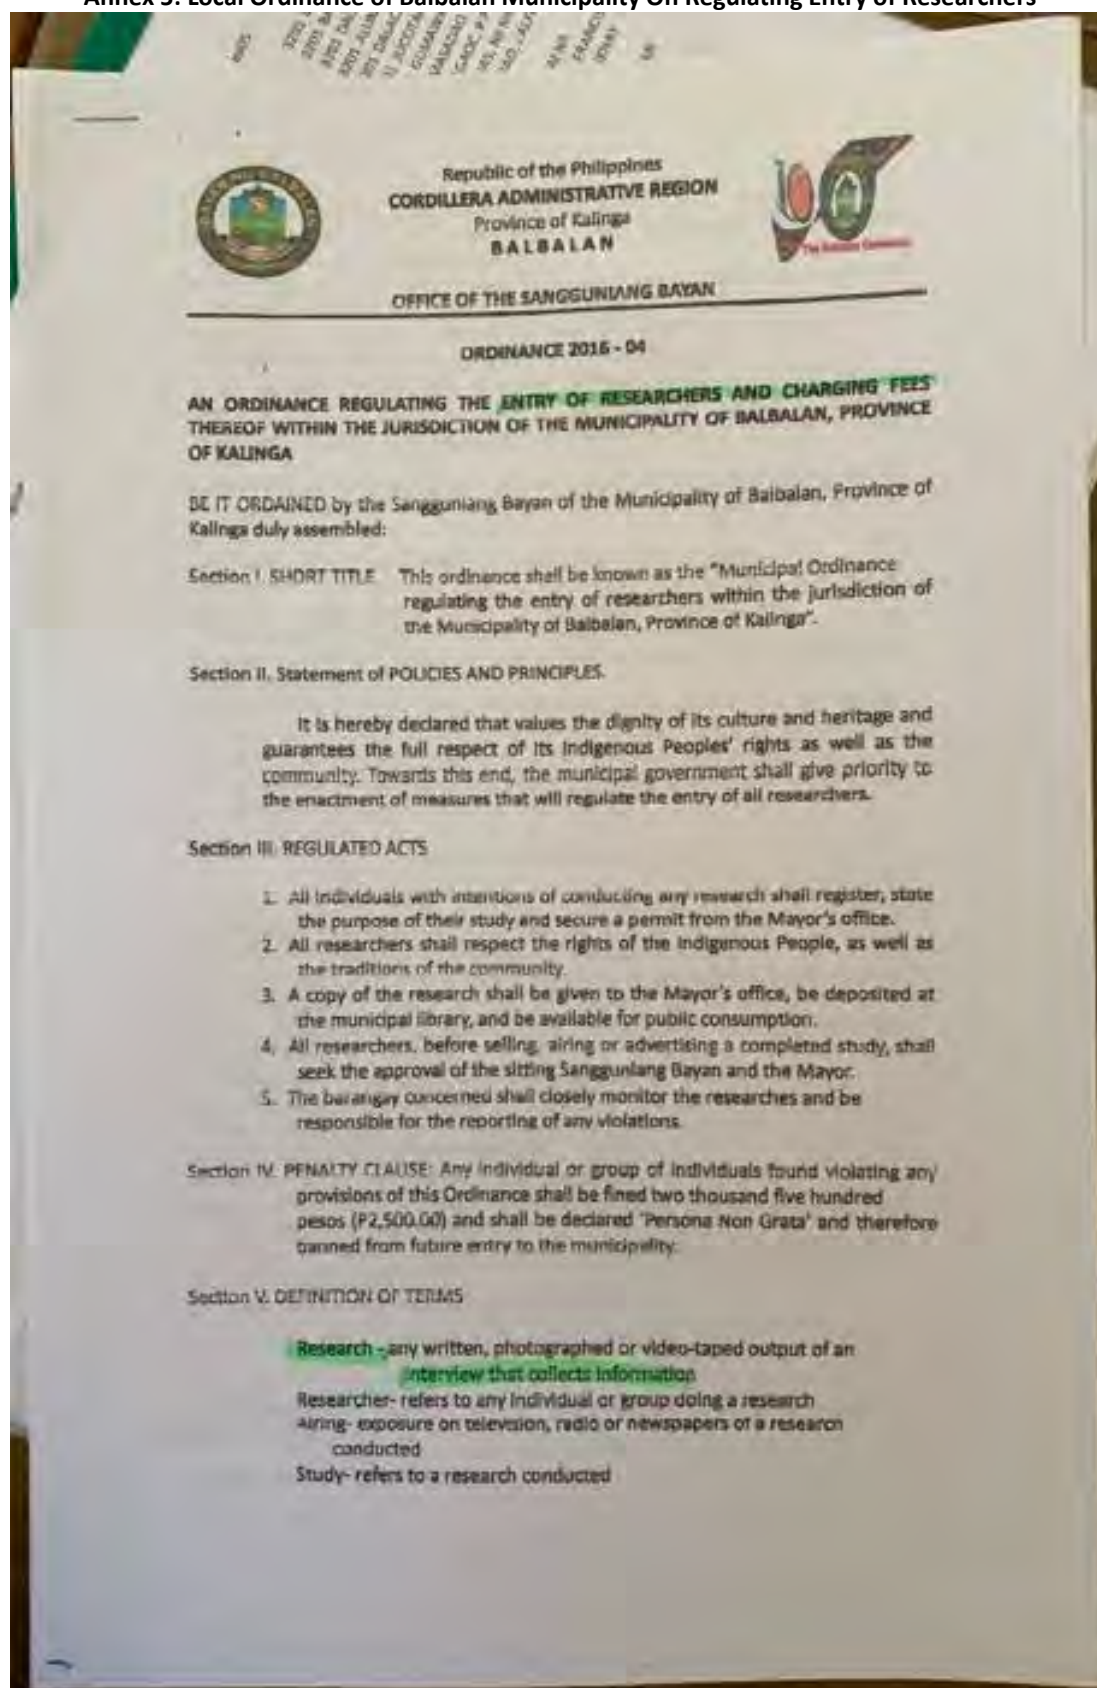 Annex 5: Local Ordinance of Balbalan Municipality On Regulating Entry of Researchers
Republic of the Philippines
CORDILLERA ADMINISTRATIVE REGION
Province of Kalinga
BALBALAN
OFFICE OF THE SANGGUNIANG BAYAN
ORDINANCE 2016 - 04
AN ORDINANCE REGULATING THE ENTRY OF RESEARCHERS AND CHARGING FEES
THEREOF WITHIN THE JURISDICTION OF THE MUNICIPALITY OF BALBALAN, PROVINCE
OF KALINGA
BE IT ORDAINED by the Sangguniang Bayan of the Municipality of Balbalan, Province of
Kalinga duly assembled:
Section I. SHORT TITLE This ordinance shall be known as the "Municipal Ordinance
regulating the entry of researchers within the jurisdiction of
the Municipality of Balbalan, Province of Kalinga".
Section II. Statement of POLICIES AND PRINCIPLES.
It is hereby declared that values the dignity of its culture and heritage and
guarantees the full respect of its Indigenous Peoples' rights as well as the
community. Towards this end, the municipal government shall give priority to
the enactment of measures that will regulate the entry of all researchers.
Section III. REGULATED ACTS
1. All individuals with intentions of conducting any research shall register, state
the purpose of their study and secure a permit from the Mayor's office.
2. All researchers shall respect the rights of the Indigenous People, as well as
the traditions of the community.
3. A copy of the research shall be given to the Mayor's office, be deposited at
the municipal library, and be available for public consumption.
4. All researchers, before selling, airing or advertising a completed study, shall
seek the approval of the sitting Sangguniang Bayan and the Mayor.
5. The barangay concerned shall closely monitor the researches and be
responsible for the reporting of any violations.
Section IV. PENALTY CLAUSE: Any individual or group of individuals found violating any
provisions of this Ordinance shall be fined two thousand five hundred
pesos (P2,500.00) and shall be declared "Persona Non Grata" and therefore
banned from future entry to the municipality.
Section V. DEFINITION OF TERMS
Research - any written, photographed or video-taped output of an
interview that collects information
Researcher- refers to any individual or group doing a research
Airing- exposure on television, radio or newspapers of a research
conducted
Study- refers to a research conducted